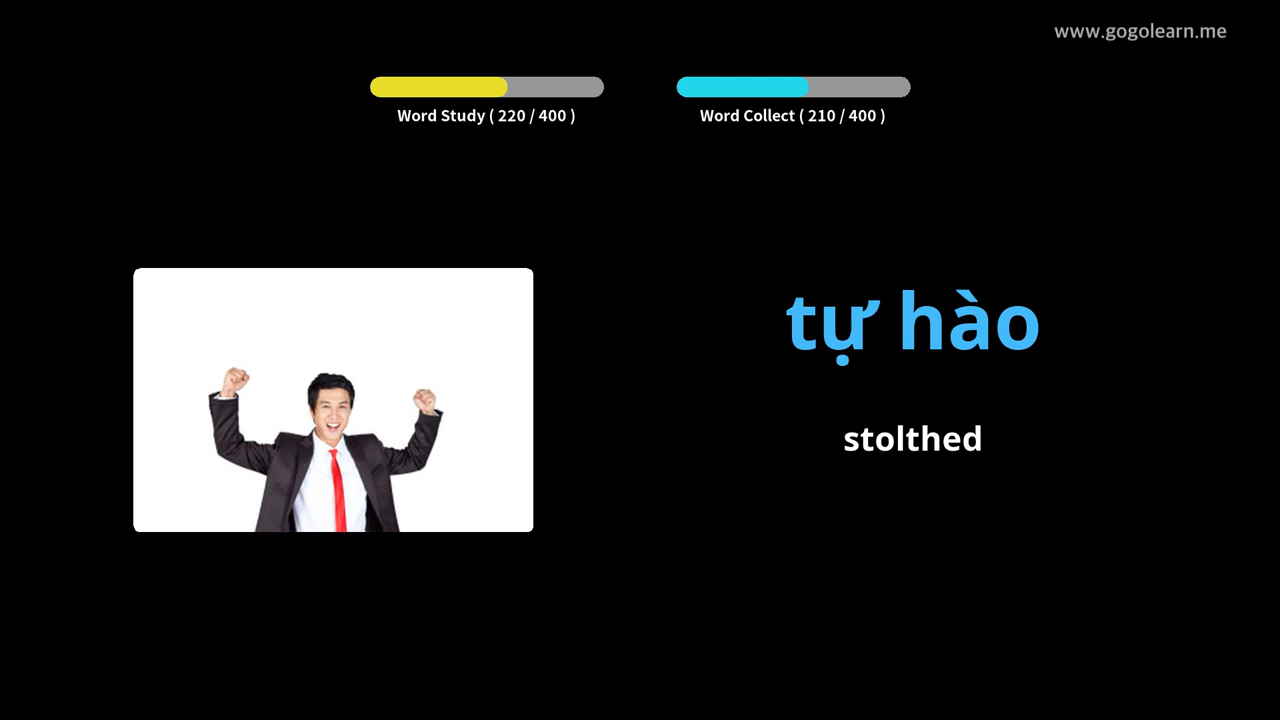 www.gogolearn.me
Word Study ( 220 / 400 )
Word Collect ( 210 / 400 )
tự hào
stolthed